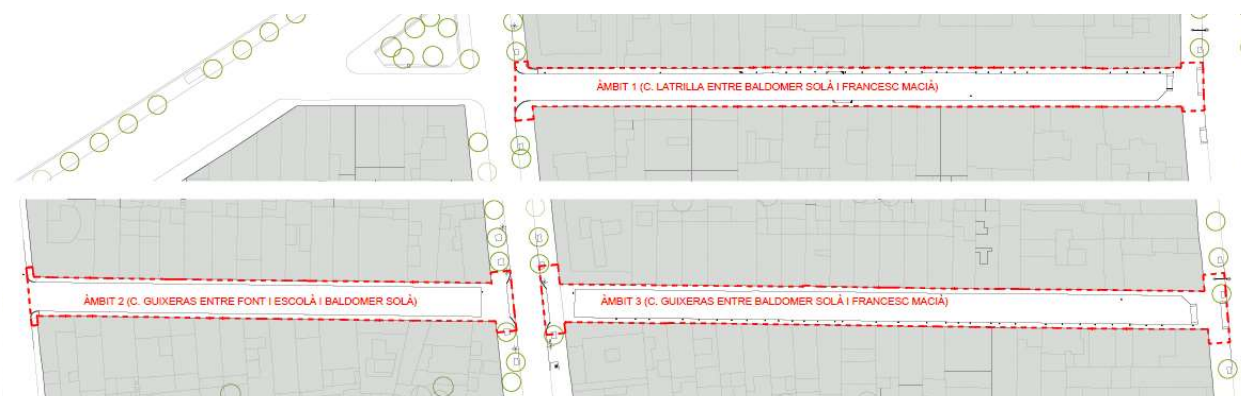 ÀMBIT 1 (C. LATRILLA ENTRE BALDOMER SOLÀ I FRANCESC MACIÀ)
ÀMBIT 2 (C. GUIXERAS ENTRE FONT I ESCOLÀ I BALDOMER SOLÀ)
ÀMBIT 3 (C. GUIXERAS ENTRE BALDOMER SOLÀ I FRANCESC MACIÀ)